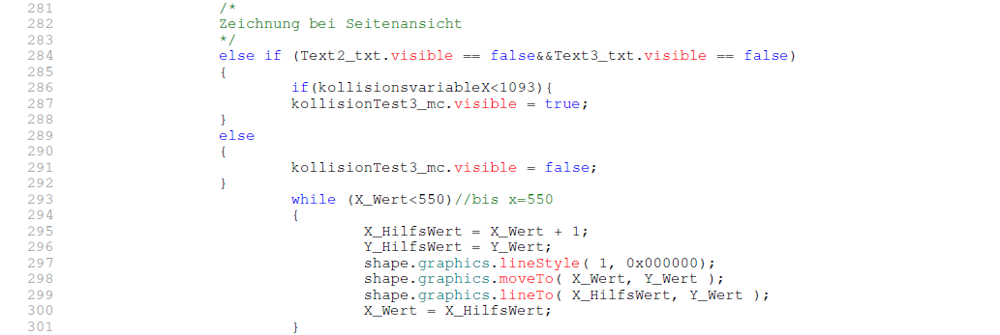 281 /*
282 Zeichnung bei Seitenansicht
283 */
284 else if (Text2_txt.visible == false&&Text3_txt.visible == false)
285 {
286 if(kollisionsvariableX<1093){
287 kollisionTest3_mc.visible = true;
288 }
289 else
290 {
291 kollisionTest3_mc.visible = false;
292 }
293 while (X_Wert<550)//bis x=550
294 {
295 X_HilfsWert = X_Wert + 1;
296 Y_HilfsWert = Y_Wert;
297 shape.graphics.lineStyle( 1, 0x000000);
298 shape.graphics.moveTo( X_Wert, Y_Wert );
299 shape.graphics.lineTo( X_HilfsWert, Y_Wert );
300 X_Wert = X_HilfsWert;
301 }